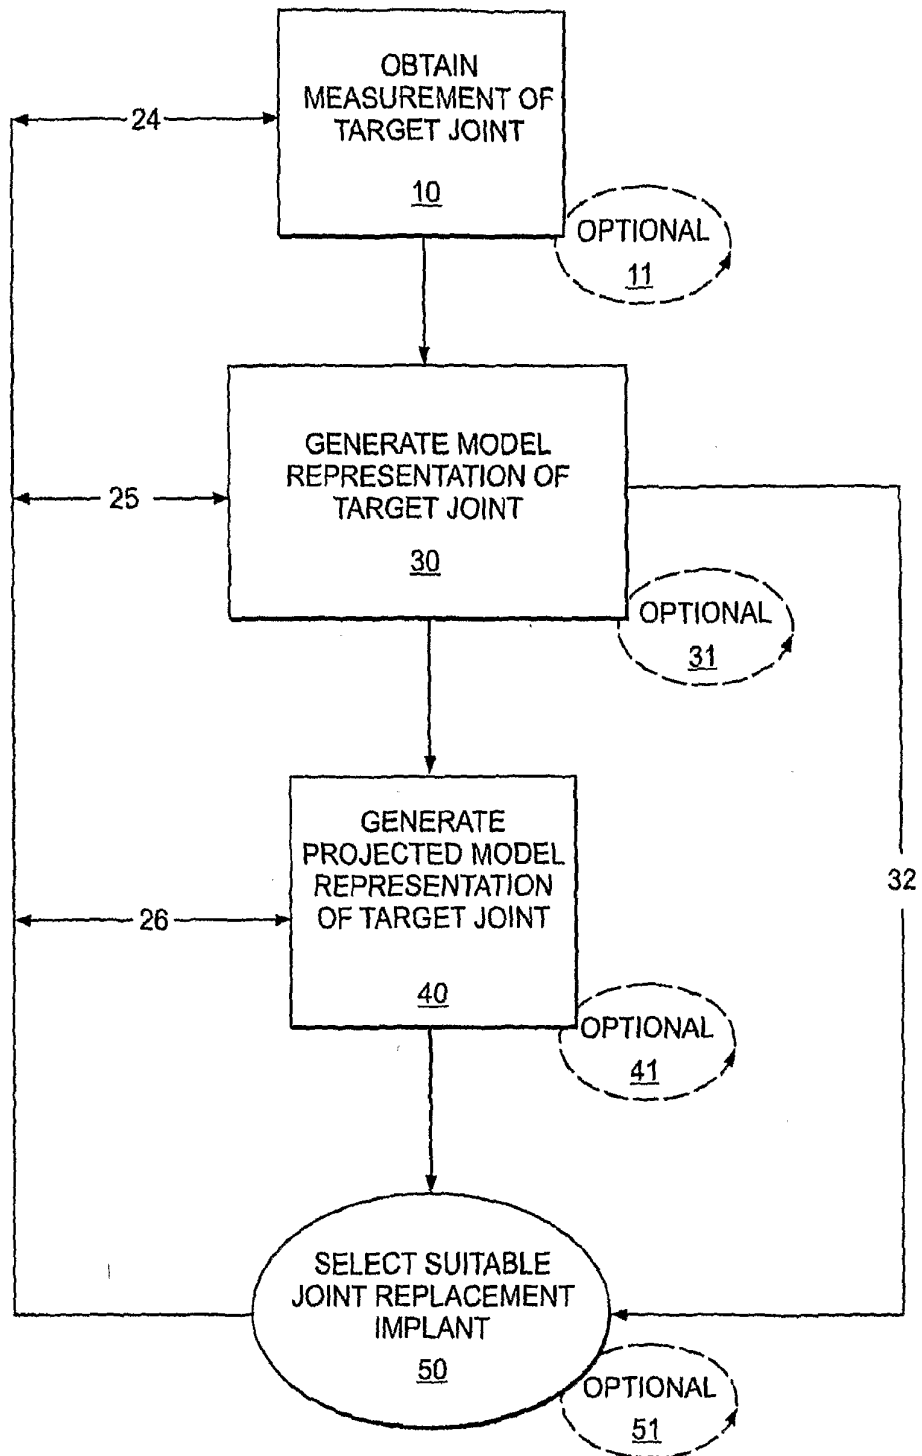 OBTAIN
MEASUREMENT OF
TARGET JOINT
10
24
OPTIONAL
11
GENERATE MODEL
REPRESENTATION OF
TARGET JOINT
30
25
OPTIONAL
31
GENERATE
PROJECTED MODEL
REPRESENTATION
OF TARGET JOINT
40
26
32
OPTIONAL
41
SELECT SUITABLE
JOINT REPLACEMENT
IMPLANT
50
OPTIONAL
51